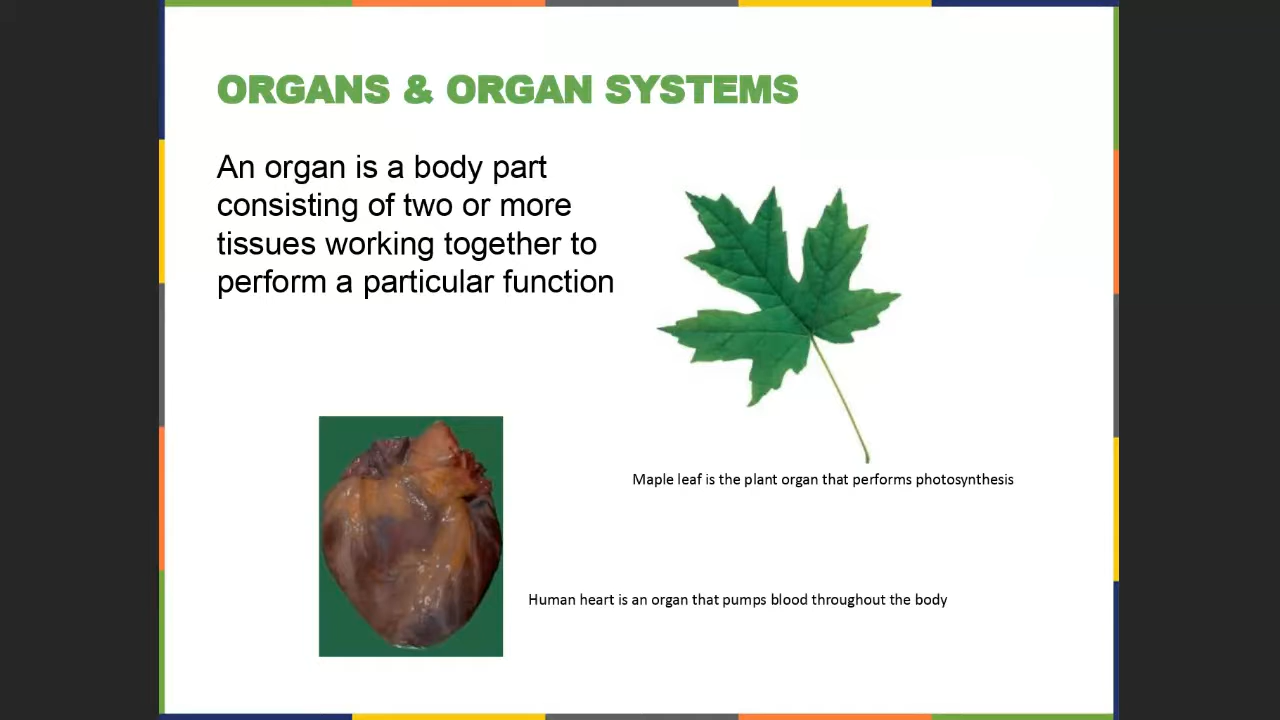 ORGANS & ORGAN SYSTEMS
An organ is a body part
consisting of two or more
tissues working together to
perform a particular function
Maple leaf is the plant organ that performs photosynthesis
Human heart is an organ that pumps blood throughout the body